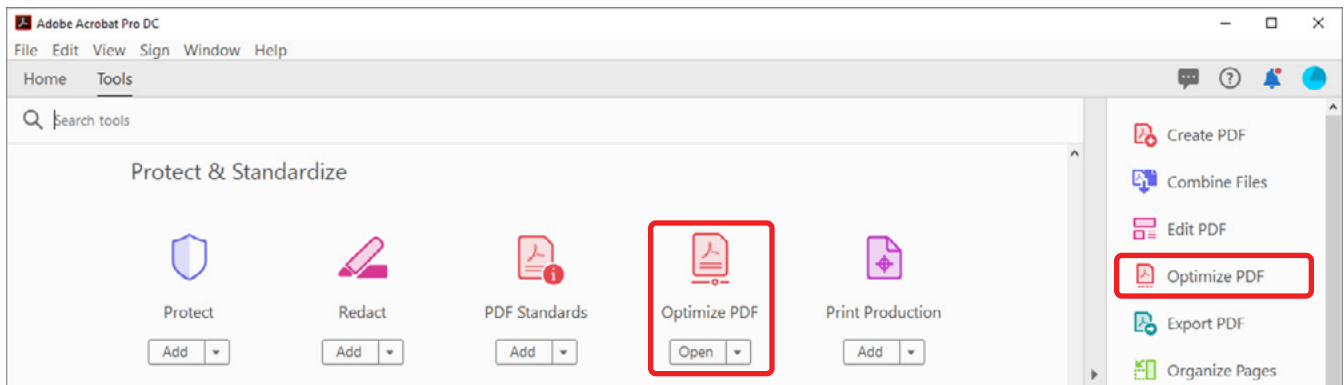 Adobe Acrobat Pro DC
File Edit View Sign Window Help
Home Tools
Search tools
Protect & Standardize
Protect
Redact
PDF Standards
Optimize PDF
Print Production
Add
Add
Add
Open
Add
Create PDF
Combine Files
Edit PDF
Optimize PDF
Export PDF
Organize Pages